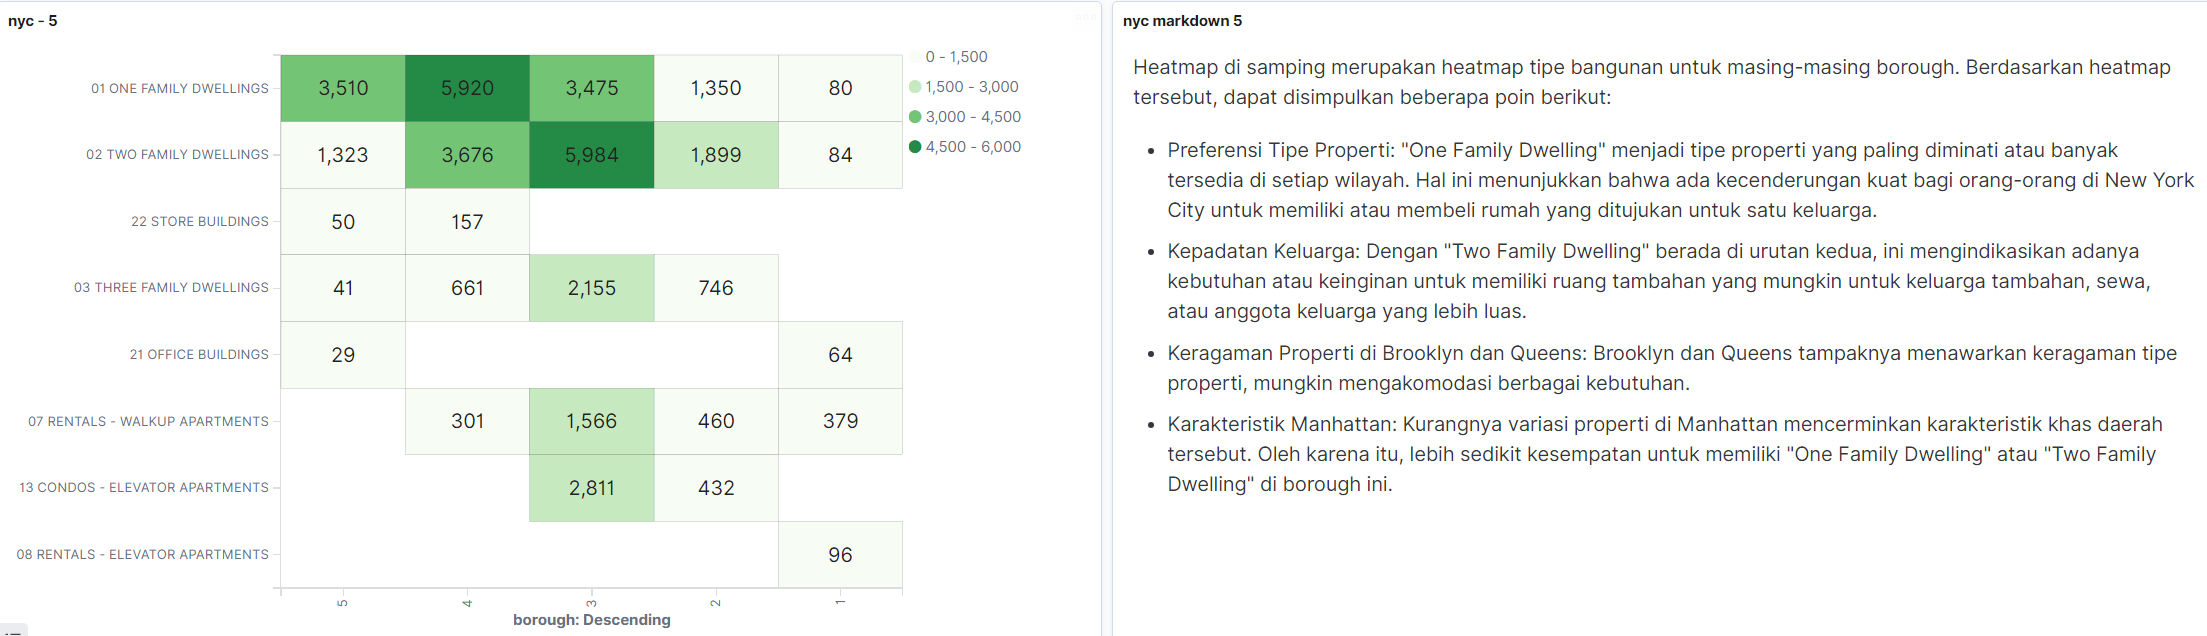 nyc - 5
01 ONE FAMILY DWELLINGS 3,510 5,920 3,475 1,350 80
02 TWO FAMILY DWELLINGS 1,323 3,676 5,984 1,899 84
22 STORE BUILDINGS 50 157
03 THREE FAMILY DWELLINGS 41 661 2,155 746
21 OFFICE BUILDINGS 29 64
07 RENTALS - WALKUP APARTMENTS 301 1,566 460 379
13 CONDOS - ELEVATOR APARTMENTS 2,811 432
08 RENTALS - ELEVATOR APARTMENTS 96
5 4 3 2 1
borough: Descending
0 - 1,500
1,500 - 3,000
3,000 - 4,500
4,500 - 6,000
nyc markdown 5
Heatmap di samping merupakan heatmap tipe bangunan untuk masing-masing borough. Berdasarkan heatmap
tersebut, dapat disimpulkan beberapa poin berikut:
• Preferensi Tipe Properti: "One Family Dwelling" menjadi tipe properti yang paling diminati atau banyak
tersedia di setiap wilayah. Hal ini menunjukkan bahwa ada kecenderungan kuat bagi orang-orang di New York
City untuk memiliki atau membeli rumah yang ditujukan untuk satu keluarga.
• Kepadatan Keluarga: Dengan "Two Family Dwelling" berada di urutan kedua, ini mengindikasikan adanya
kebutuhan atau keinginan untuk memiliki ruang tambahan yang mungkin untuk keluarga tambahan, sewa,
atau anggota keluarga yang lebih luas.
• Keragaman Properti di Brooklyn dan Queens: Brooklyn dan Queens tampaknya menawarkan keragaman tipe
properti, mungkin mengakomodasi berbagai kebutuhan.
• Karakteristik Manhattan: Kurangnya variasi properti di Manhattan mencerminkan karakteristik khas daerah
tersebut. Oleh karena itu, lebih sedikit kesempatan untuk memiliki "One Family Dwelling" atau "Two Family
Dwelling" di borough ini.